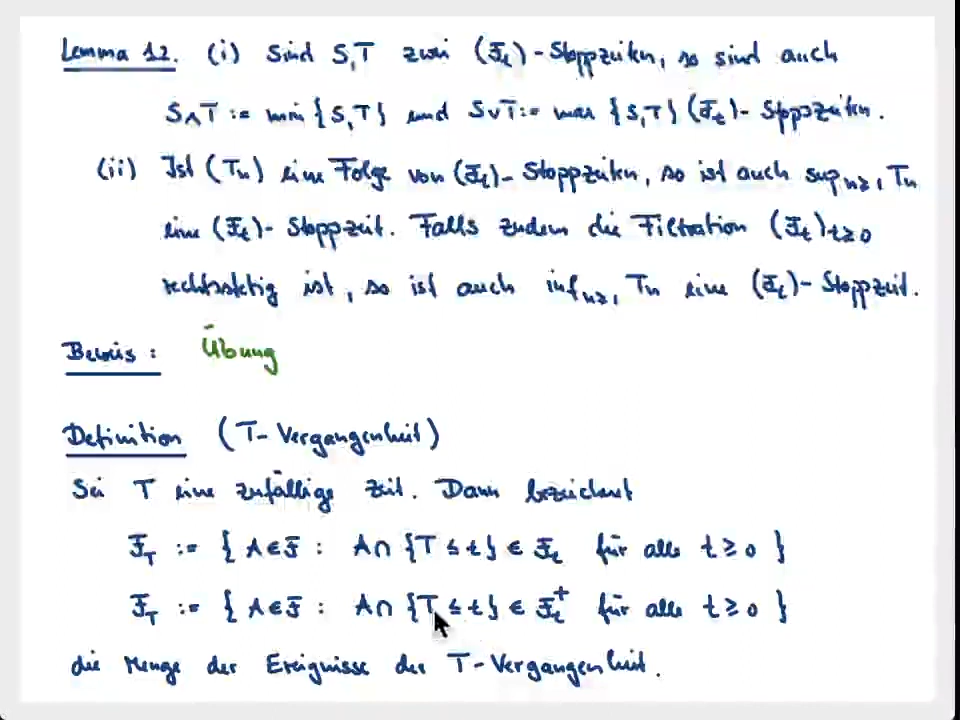 Lemma 12. (i) Sind S,T zwei (𝓕ₜ)-Stoppzeiten, so sind auch
S∧T := min {S,T} und S∨T := max {S,T} (𝓕ₜ)-Stoppzeiten.
(ii) Ist (Tₙ) eine Folge von (𝓕ₜ)-Stoppzeiten, so ist auch supₙ≥₁ Tₙ
eine (𝓕ₜ)-Stoppzeit. Falls zudem die Filtration (𝓕ₜ)ₜ≥₀
rechtsstetig ist, so ist auch infₙ≥₁ Tₙ eine (𝓕ₜ)-Stoppzeit.
Beweis: Übung
Definition (T-Vergangenheit)
Sei T eine zufällige Zeit. Dann bezeichnet
𝓕_T := { A∈𝓕 : A∩{T≤t} ∈ 𝓕ₜ für alle t≥0 }
𝓕_T := { A∈𝓕 : A∩{T≤t} ∈ 𝓕ₜ⁺ für alle t≥0 }
die Menge der Ereignisse der T-Vergangenheit.